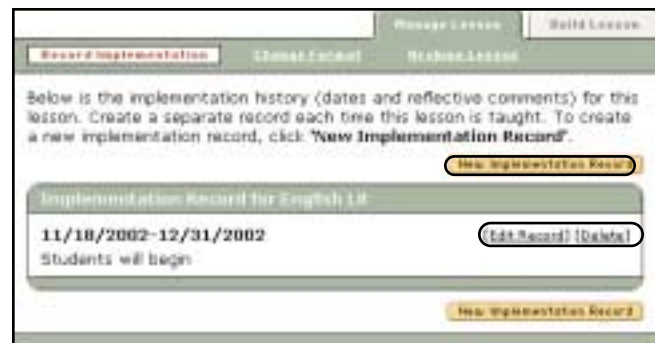 Manage Lesson Build Lesson
Record Implementation Change Format
Below is the implementation history (dates and reflective comments) for this
lesson. Create a separate record each time this lesson is taught. To create
a new implementation record, click 'New Implementation Record'.
New Implementation Record
Implementation Record for English Lit
11/18/2002-12/31/2002 [Edit Record] [Delete]
Students will begin
New Implementation Record